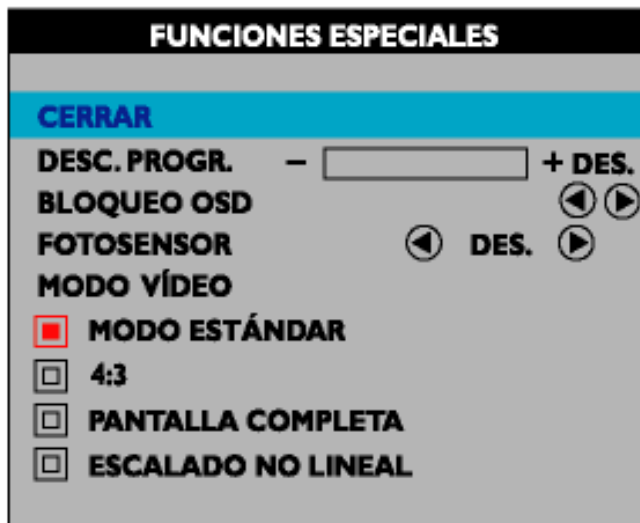 FUNCIONES ESPECIALES
CERRAR
DESC. PROGR. – + DES.
BLOQUEO OSD
FOTOSENSOR DES.
MODO VÍDEO
MODO ESTÁNDAR
4:3
PANTALLA COMPLETA
ESCALADO NO LINEAL